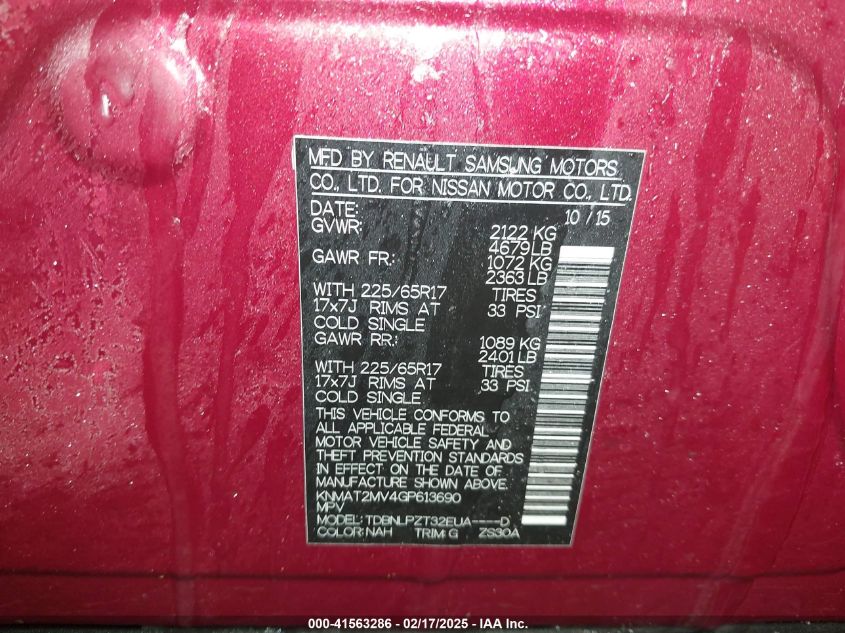 MFD BY RENAULT SAMSUNG MOTORS
CO., LTD. FOR NISSAN MOTOR CO., LTD.
DATE: 10 / 15
GVWR: 2122 KG
4679 LB
GAWR FR.: 1072 KG
2363 LB
WITH 225/65R17 TIRES
17x7J RIMS AT 33 PSI
COLD SINGLE
GAWR RR.: 1089 KG
2401 LB
WITH 225/65R17 TIRES
17x7J RIMS AT 33 PSI
COLD SINGLE
THIS VEHICLE CONFORMS TO
ALL APPLICABLE FEDERAL
MOTOR VEHICLE SAFETY AND
THEFT PREVENTION STANDARDS
IN EFFECT ON THE DATE OF
MANUFACTURE SHOWN ABOVE.
KNMAT2MV4GP613690
MPV
MODEL: TDBNLPZT32EUA----D
COLOR: NAH TRIM: G ZS30A
000-41563286 - 02/17/2025 - IAA Inc.